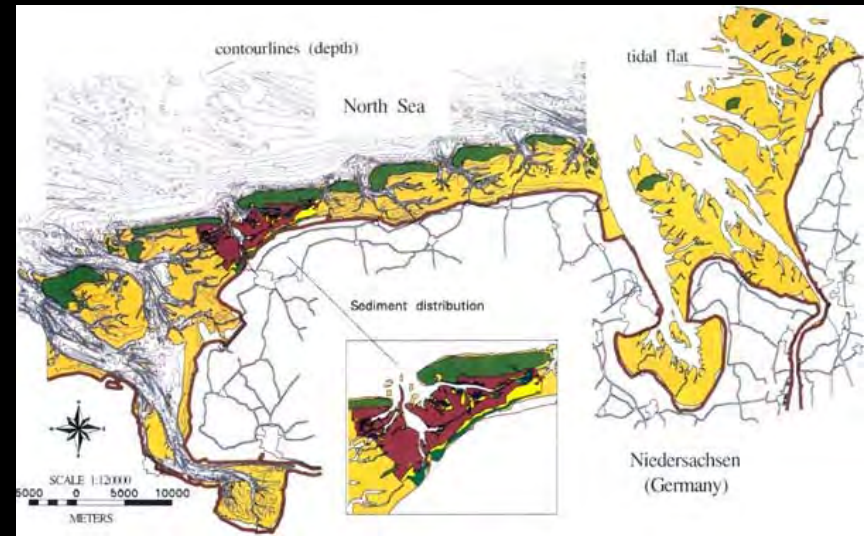 contourlines (depth)
tidal flat
North Sea
Sediment distribution
Niedersachsen
(Germany)
SCALE 1:120000
5000 0 5000 10000
METERS